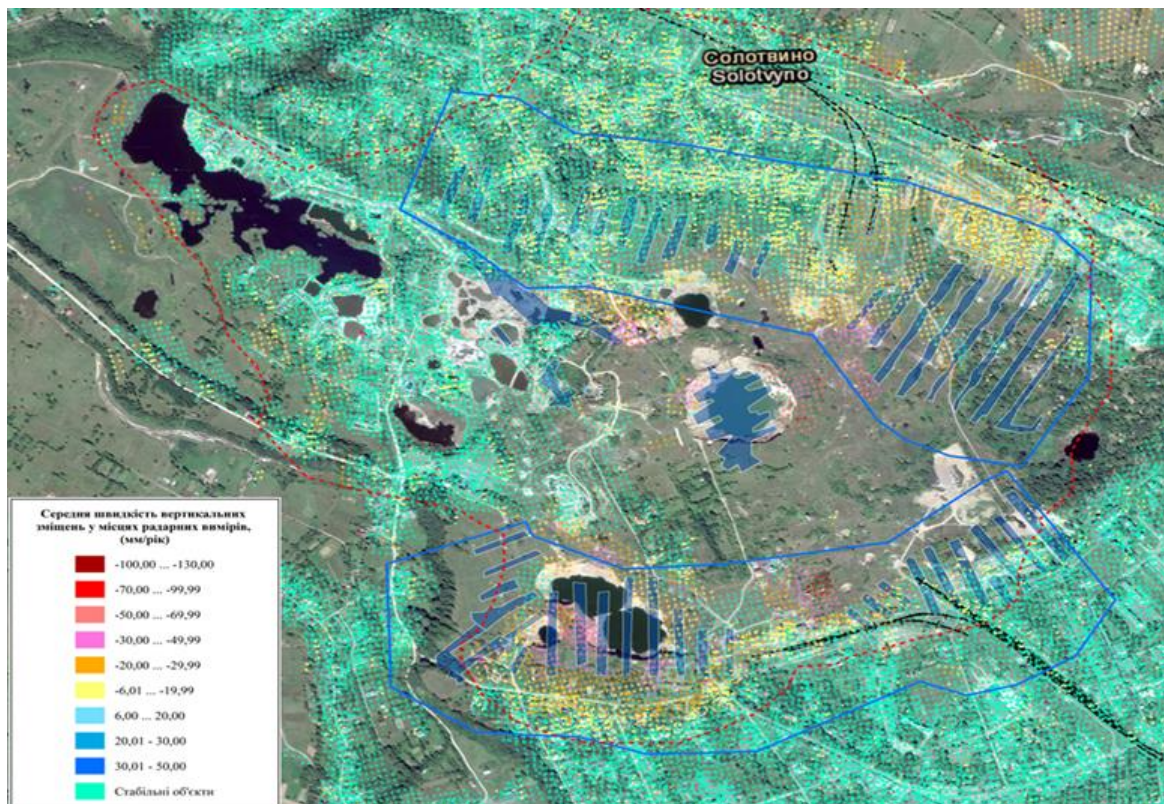 Солотвино
Solotvyno
Середня швидкість вертикальних
зміщень у місцях радарних вимірів,
(мм/рік)
-100,00 ... -130,00
-70,00 ... -99,99
-50,00 ... -69,99
-30,00 ... -49,99
-20,00 ... -29,99
-6,01 ... -19,99
6,00 ... 20,00
20,01 - 30,00
30,01 - 50,00
Стабільні об'єкти